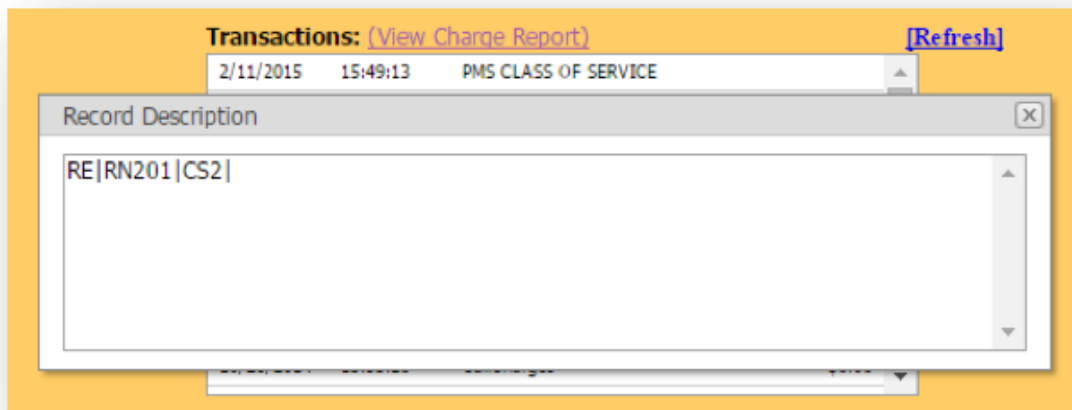 Transactions: (View Charge Report) [Refresh]
2/11/2015 15:49:13 PMS CLASS OF SERVICE
Record Description
RE|RN201|CS2|